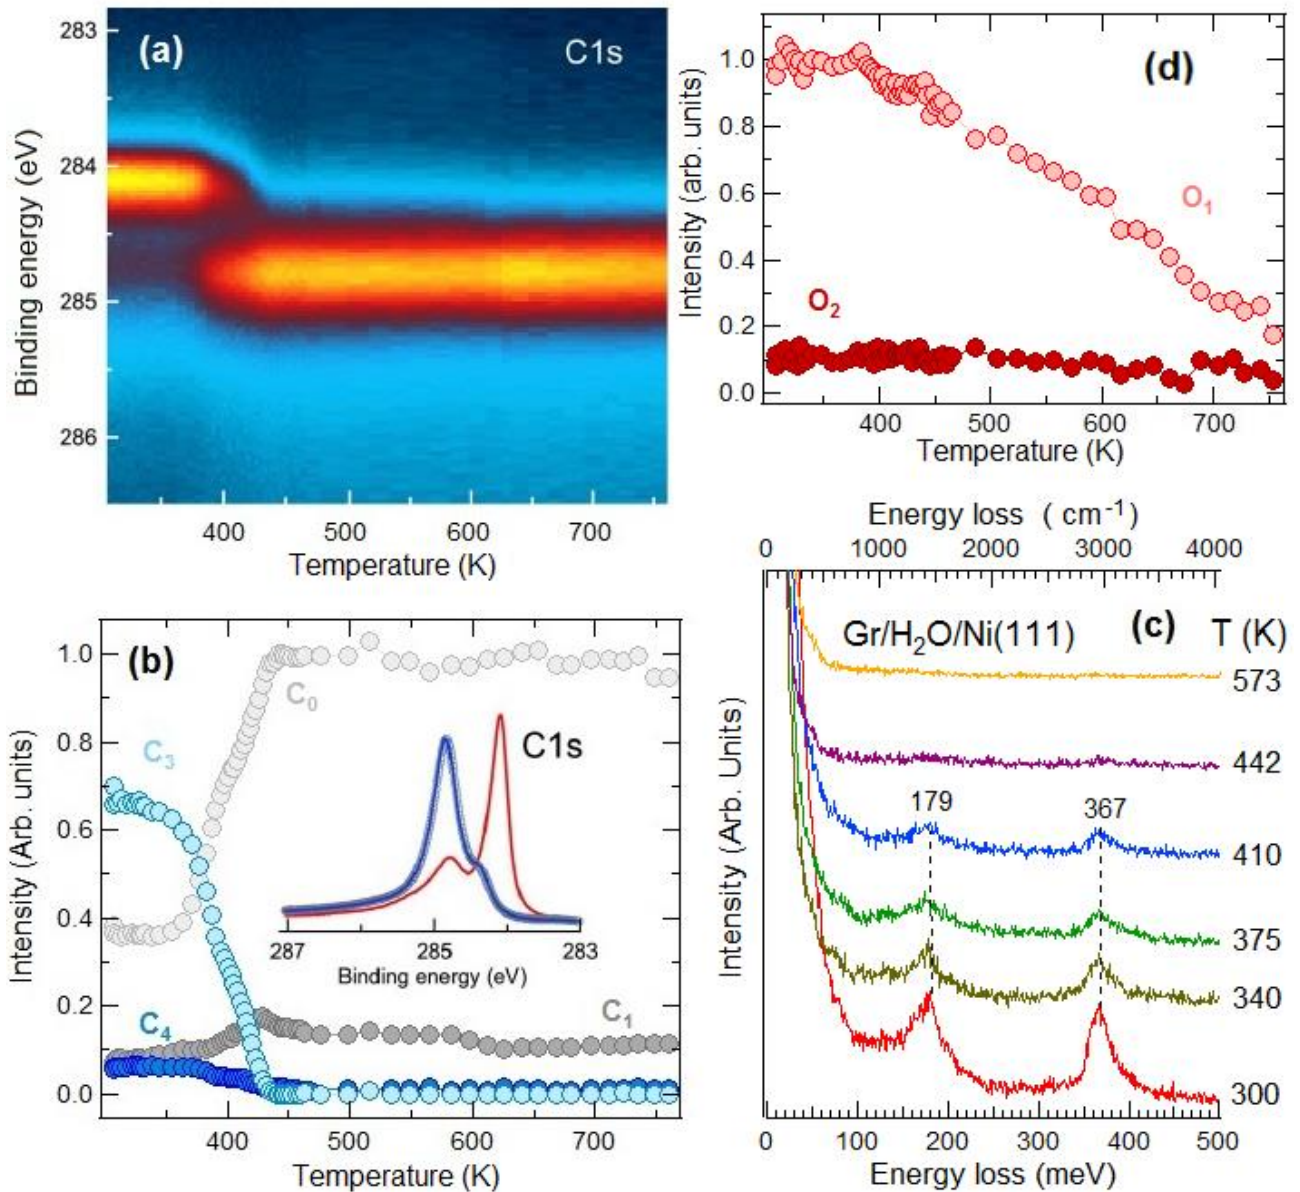 283
284
285
286
Binding energy (eV)
(a)
C1s
400
500
600
700
Temperature (K)
1.0
0.8
0.6
0.4
0.2
0.0
Intensity (arb. units)
(d)
O1
O2
400
500
600
700
Temperature (K)
1.0
0.8
0.6
0.4
0.2
0.0
Intensity (Arb. units)
(b)
C0
C3
C4
C1
C1s
287
285
283
Binding energy (eV)
400
500
600
700
Temperature (K)
Energy loss ( cm-1)
0
1000
2000
3000
4000
Gr/H2O/Ni(111)
(c)
T (K)
573
442
179
367
410
375
340
300
Intensity (Arb. Units)
0
100
200
300
400
500
Energy loss (meV)